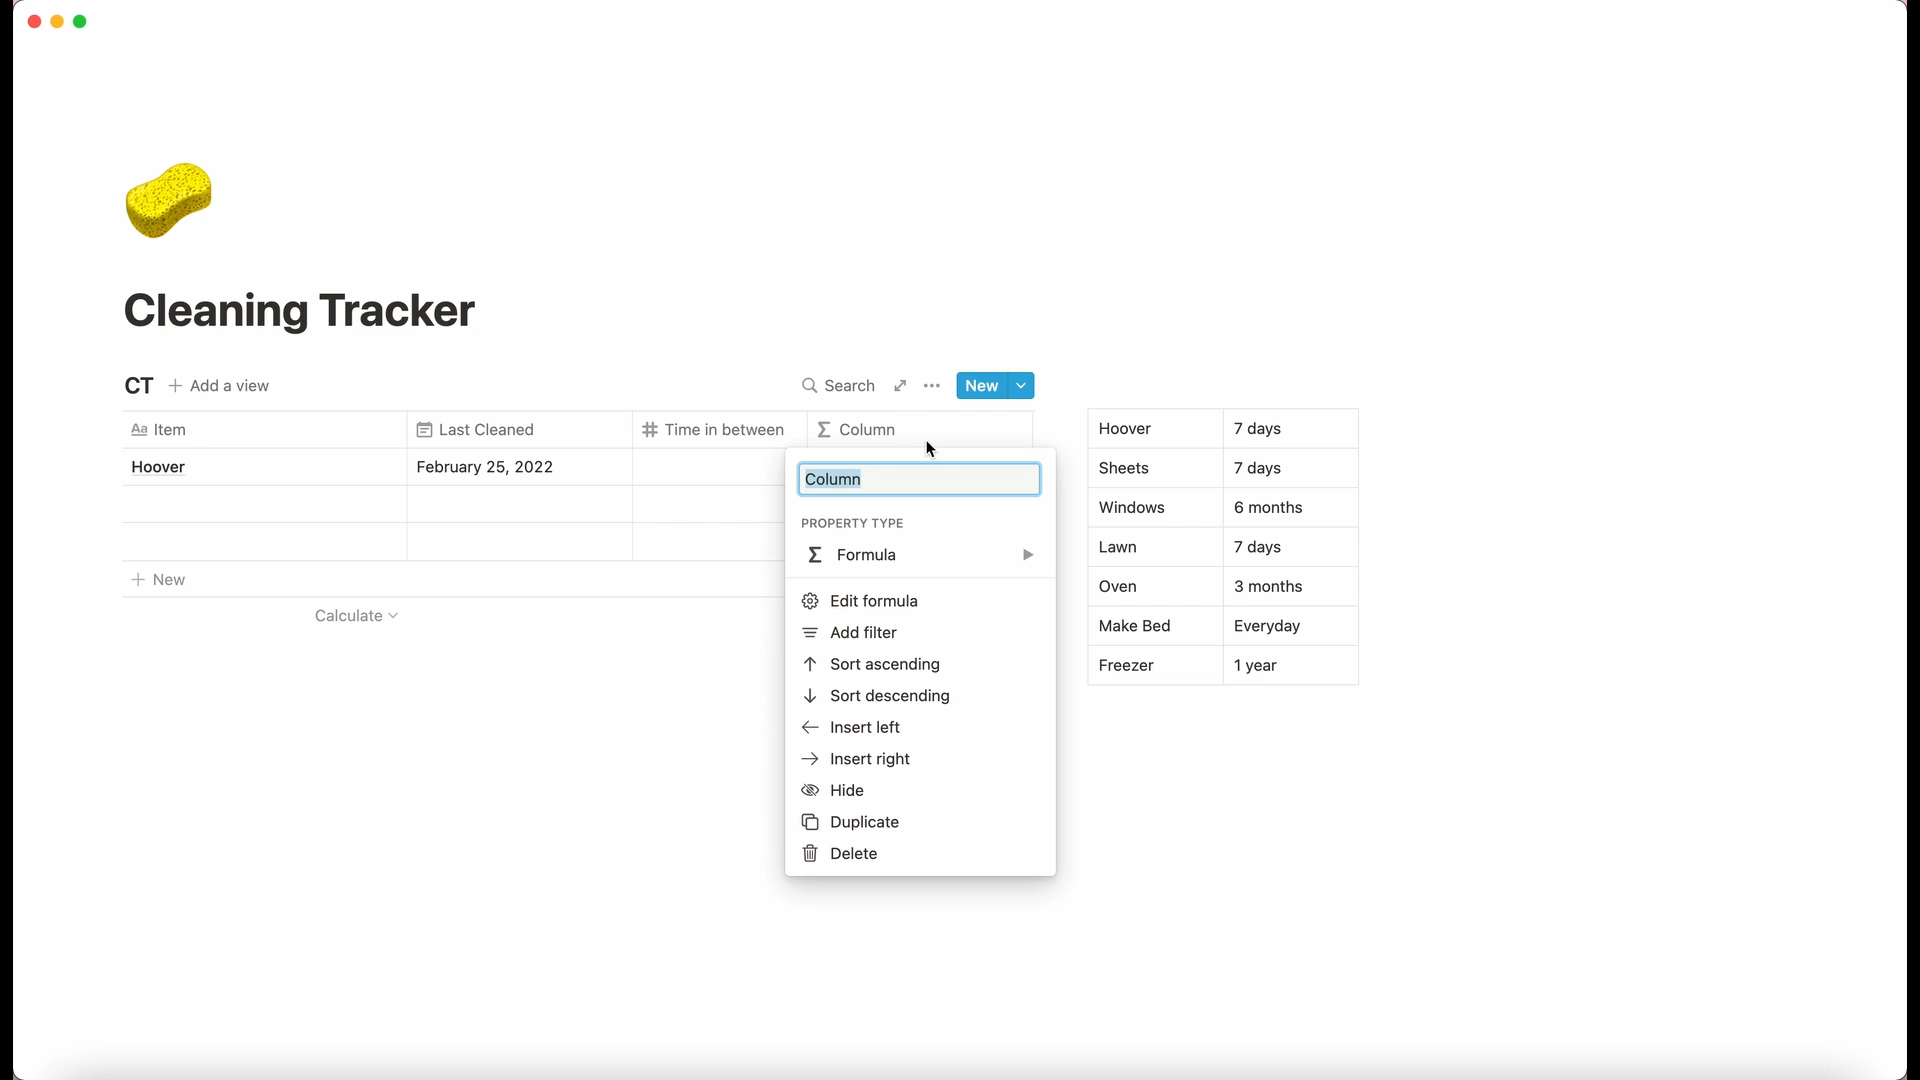 Cleaning Tracker
CT + Add a view Search New
Aa Item Last Cleaned Time in between Column
Hoover February 25, 2022
+ New
Calculate
Column
PROPERTY TYPE
Formula
Edit formula
Add filter
Sort ascending
Sort descending
Insert left
Insert right
Hide
Duplicate
Delete
Hoover 7 days
Sheets 7 days
Windows 6 months
Lawn 7 days
Oven 3 months
Make Bed Everyday
Freezer 1 year